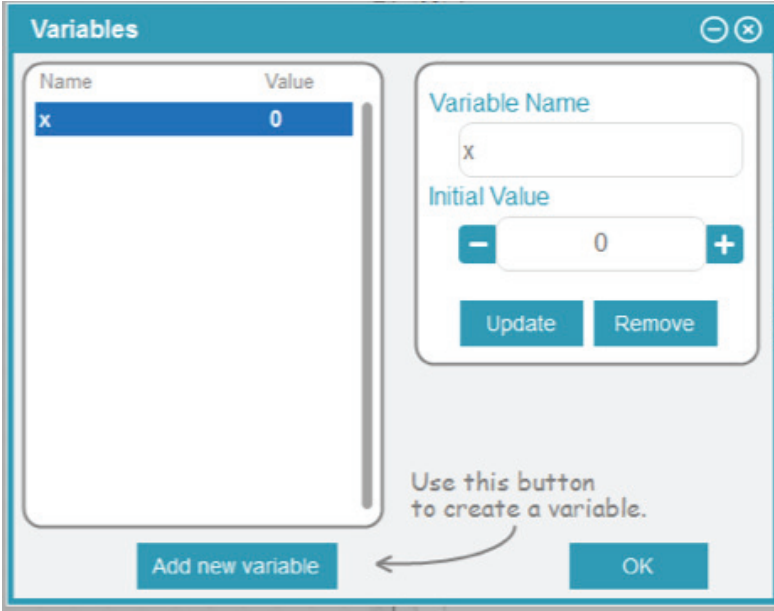 Variables
Name Value
x 0
Variable Name
x
Initial Value
0
Update Remove
Use this button
to create a variable.
Add new variable OK